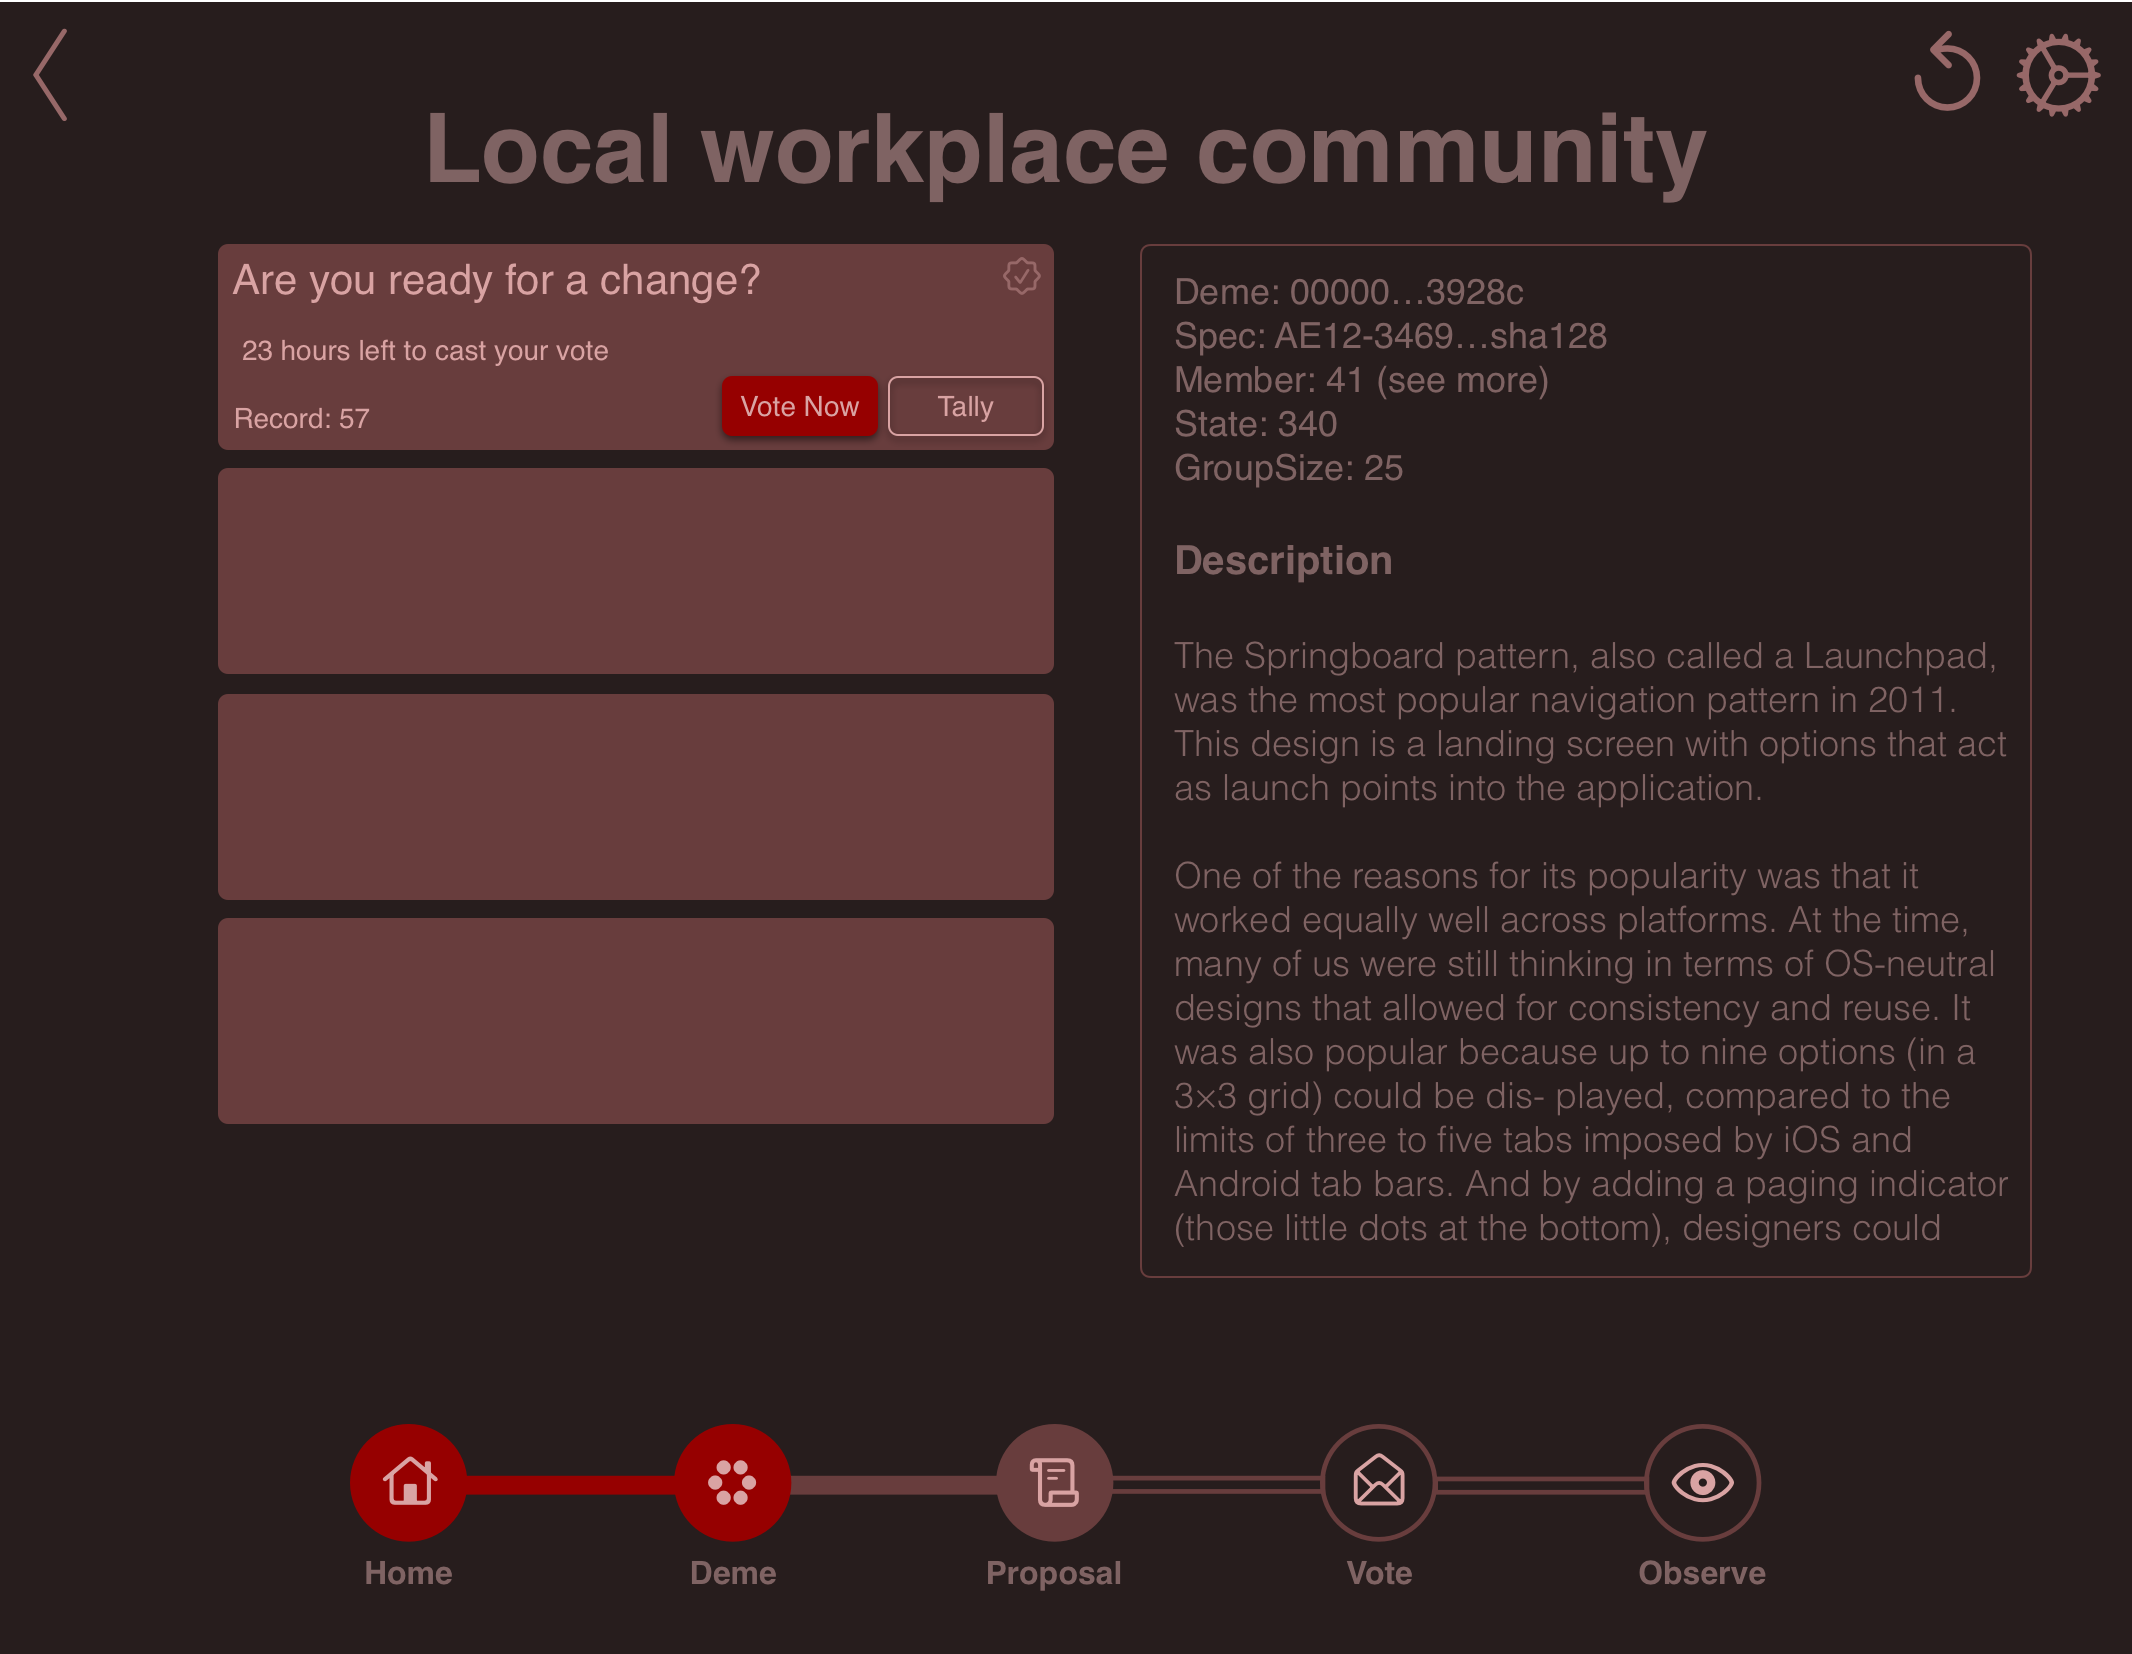 Local workplace community
Are you ready for a change?
23 hours left to cast your vote
Record: 57
Vote Now
Tally
Deme: 00000…3928c
Spec: AE12-3469…sha128
Member: 41 (see more)
State: 340
GroupSize: 25
Description
The Springboard pattern, also called a Launchpad,
was the most popular navigation pattern in 2011.
This design is a landing screen with options that act
as launch points into the application.
One of the reasons for its popularity was that it
worked equally well across platforms. At the time,
many of us were still thinking in terms of OS-neutral
designs that allowed for consistency and reuse. It
was also popular because up to nine options (in a
3×3 grid) could be dis- played, compared to the
limits of three to five tabs imposed by iOS and
Android tab bars. And by adding a paging indicator
(those little dots at the bottom), designers could
Home
Deme
Proposal
Vote
Observe